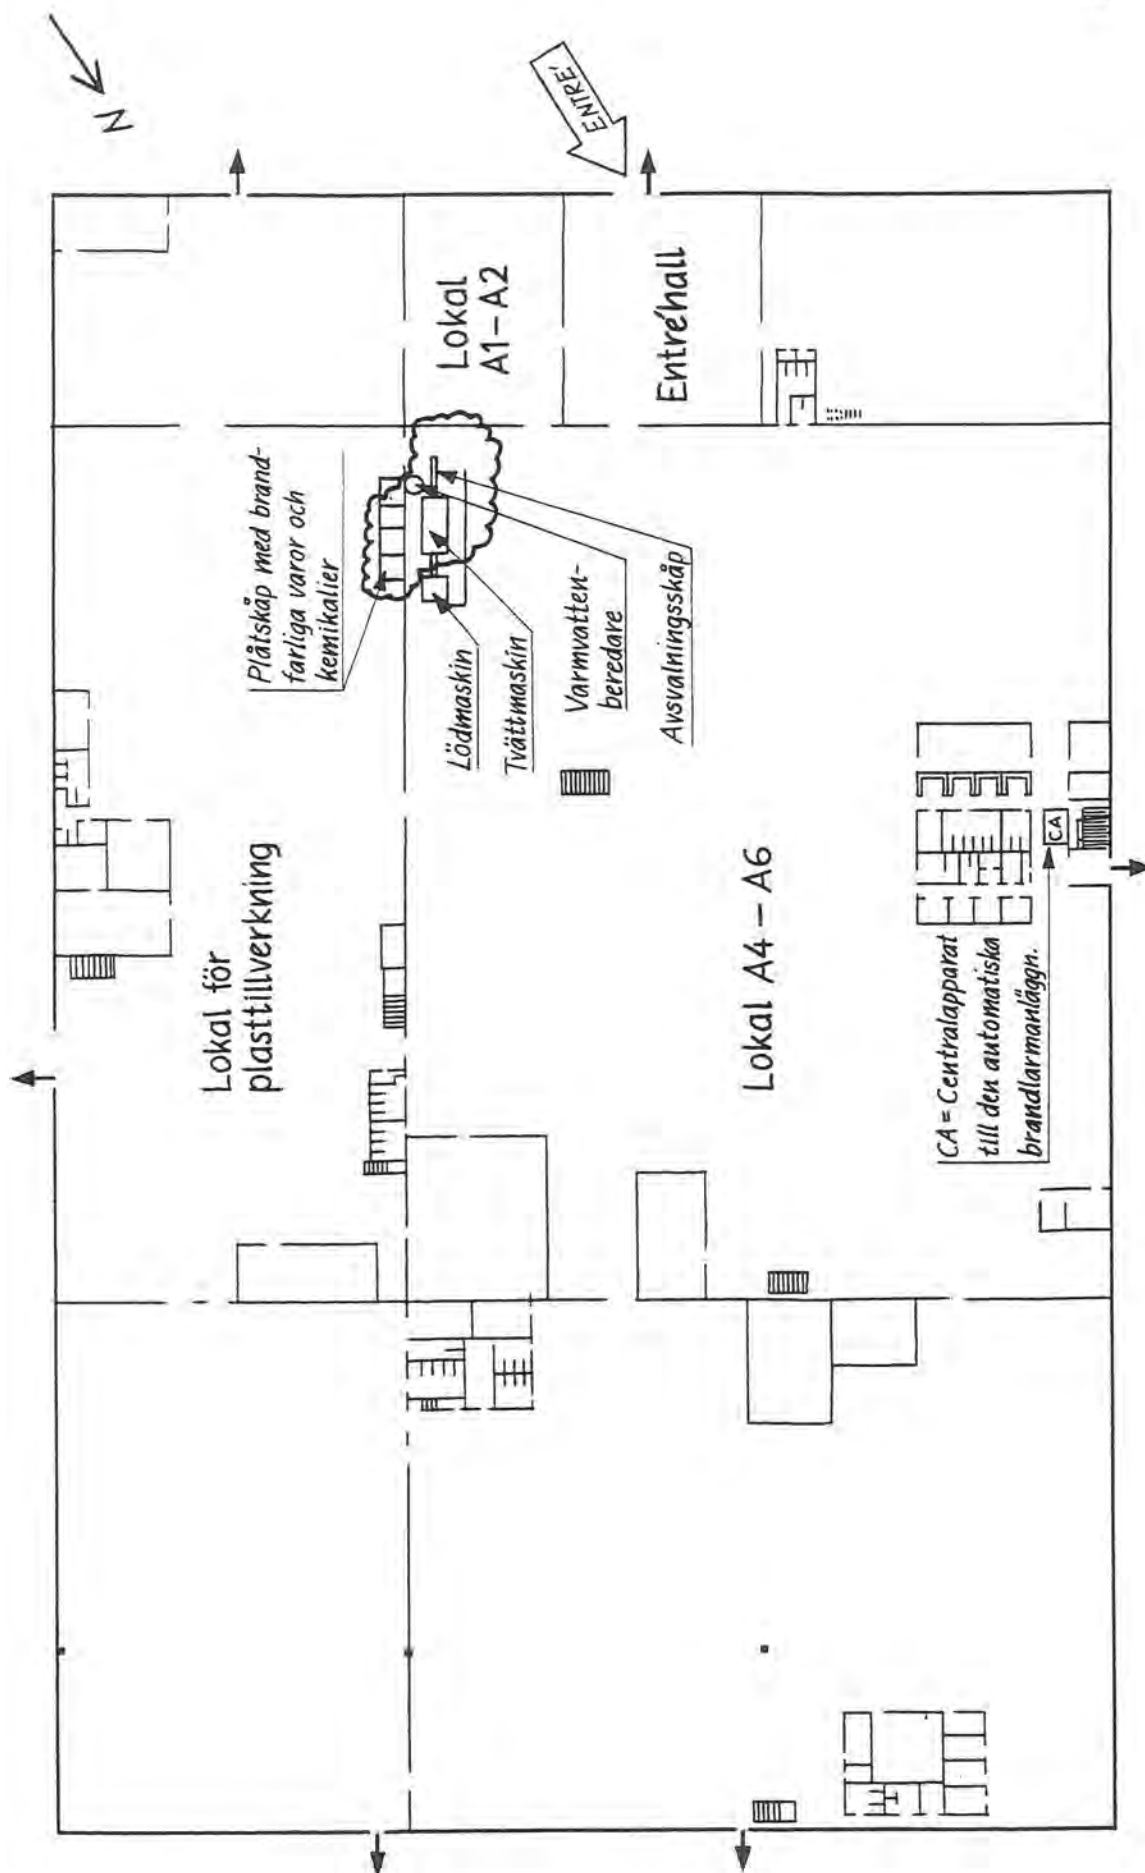 N
ENTRÉ
Lokal
A1–A2
Entréhall
Plåtskåp med brand-
farliga varor och
kemikalier
Lödmaskin
Tvättmaskin
Varmvatten-
beredare
Avsvalningsskåp
Lokal för
plasttillverkning
Lokal A4 – A6
CA
CA = Centralapparat
till den automatiska
brandlarmanläggn.